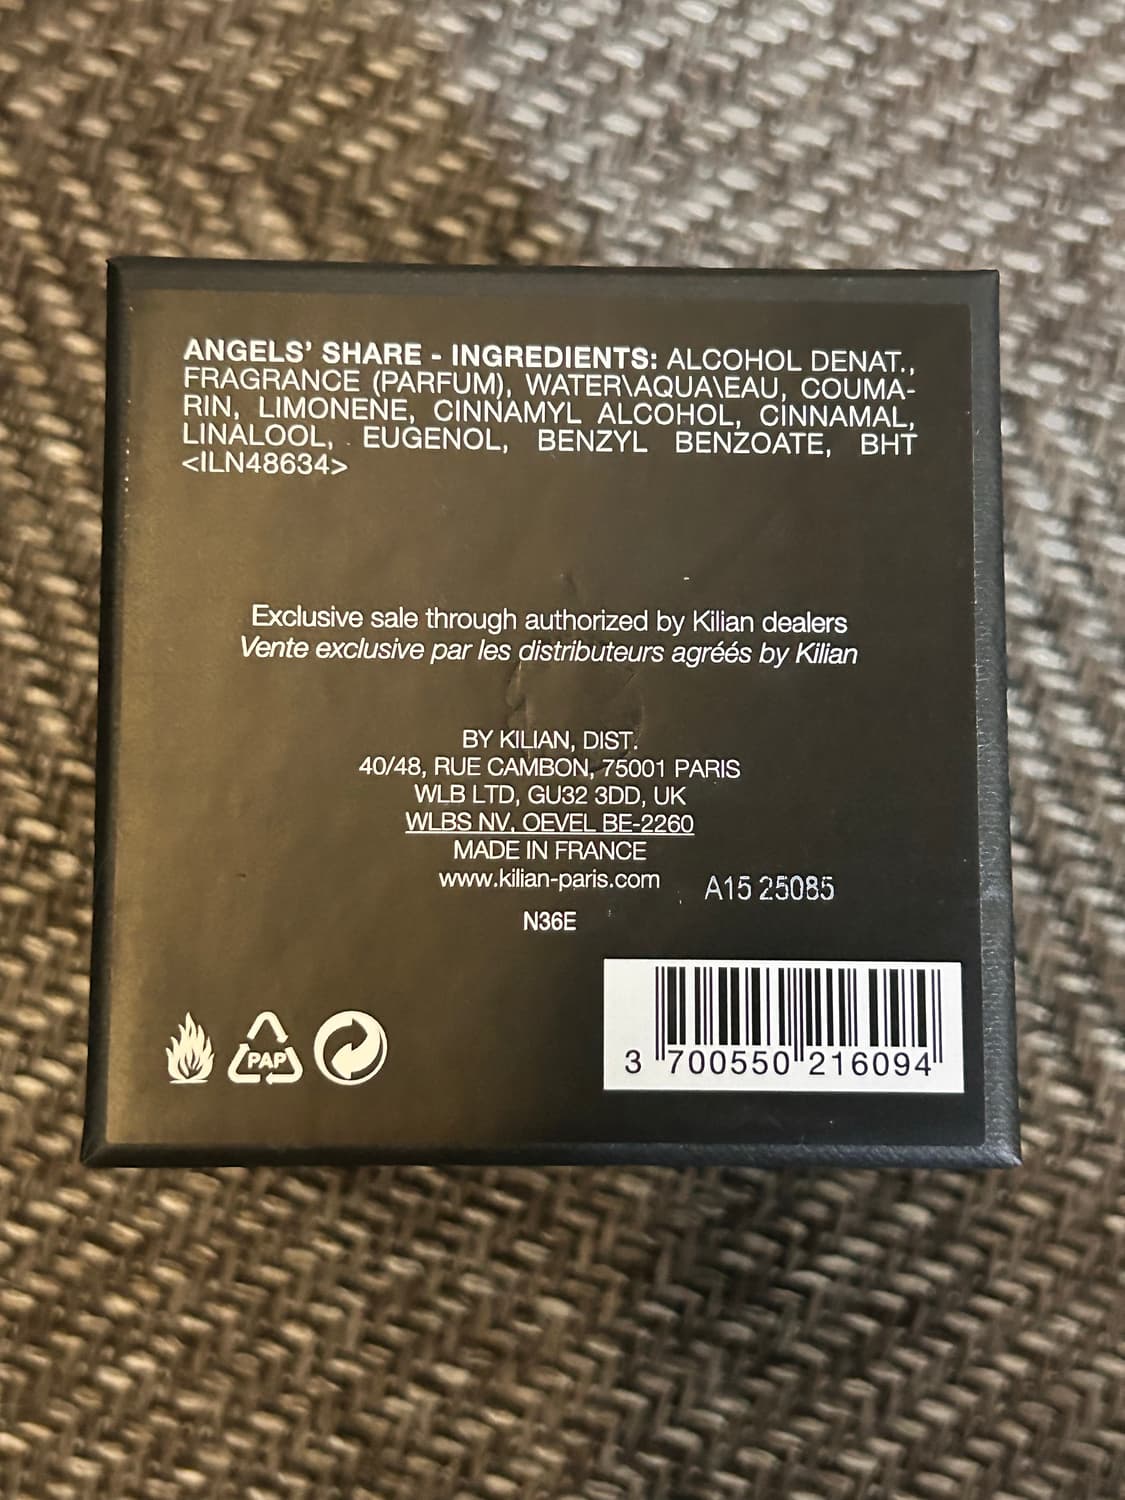 ANGELS' SHARE - INGREDIENTS: ALCOHOL DENAT.,
FRAGRANCE (PARFUM), WATER\AQUA\EAU, COUMA-
RIN, LIMONENE, CINNAMYL ALCOHOL, CINNAMAL,
LINALOOL, EUGENOL, BENZYL BENZOATE, BHT
<ILN48634>
Exclusive sale through authorized by Kilian dealers
Vente exclusive par les distributeurs agréés by Kilian
BY KILIAN, DIST.
40/48, RUE CAMBON, 75001 PARIS
WLB LTD, GU32 3DD, UK
WLBS NV, OEVEL BE-2260
MADE IN FRANCE
www.kilian-paris.com
A15 25085
N36E
PAP
3 700550 216094